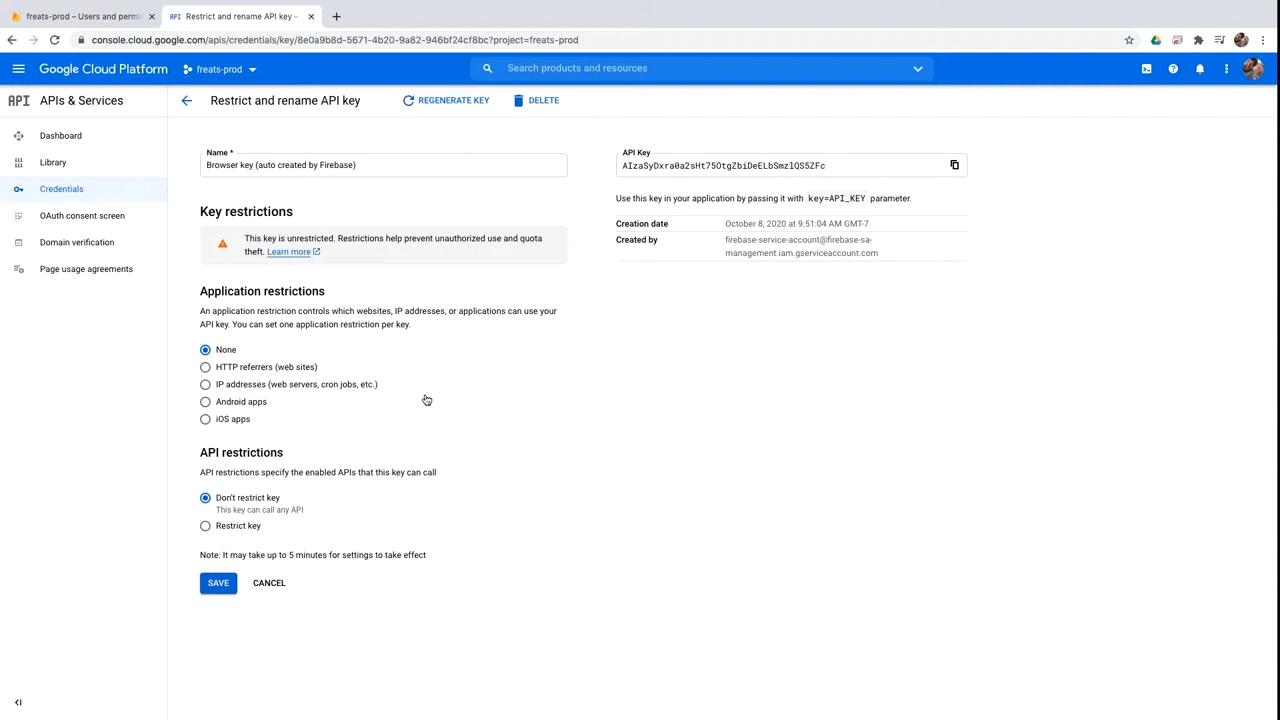 freats-prod – Users and permi
API Restrict and rename API key –
console.cloud.google.com/apis/credentials/key/8e0a9b8d-5671-4b20-9a82-946bf24cf8bc?project=freats-prod
Google Cloud Platform
freats-prod
Search products and resources
API APIs & Services
Restrict and rename API key
REGENERATE KEY
DELETE
Dashboard
Library
Credentials
OAuth consent screen
Domain verification
Page usage agreements
Name *
Browser key (auto created by Firebase)
Key restrictions
This key is unrestricted. Restrictions help prevent unauthorized use and quota
theft. Learn more
Application restrictions
An application restriction controls which websites, IP addresses, or applications can use your
API key. You can set one application restriction per key.
None
HTTP referrers (web sites)
IP addresses (web servers, cron jobs, etc.)
Android apps
iOS apps
API restrictions
API restrictions specify the enabled APIs that this key can call
Don't restrict key
This key can call any API
Restrict key
Note: It may take up to 5 minutes for settings to take effect
SAVE
CANCEL
API Key
AIzaSyDxra0a2sHt75OtgZbiDeELbSmzlQS5ZFc
Use this key in your application by passing it with key=API_KEY parameter.
Creation date
October 8, 2020 at 9:51:04 AM GMT-7
Created by
firebase-service-account@firebase-sa-
management.iam.gserviceaccount.com